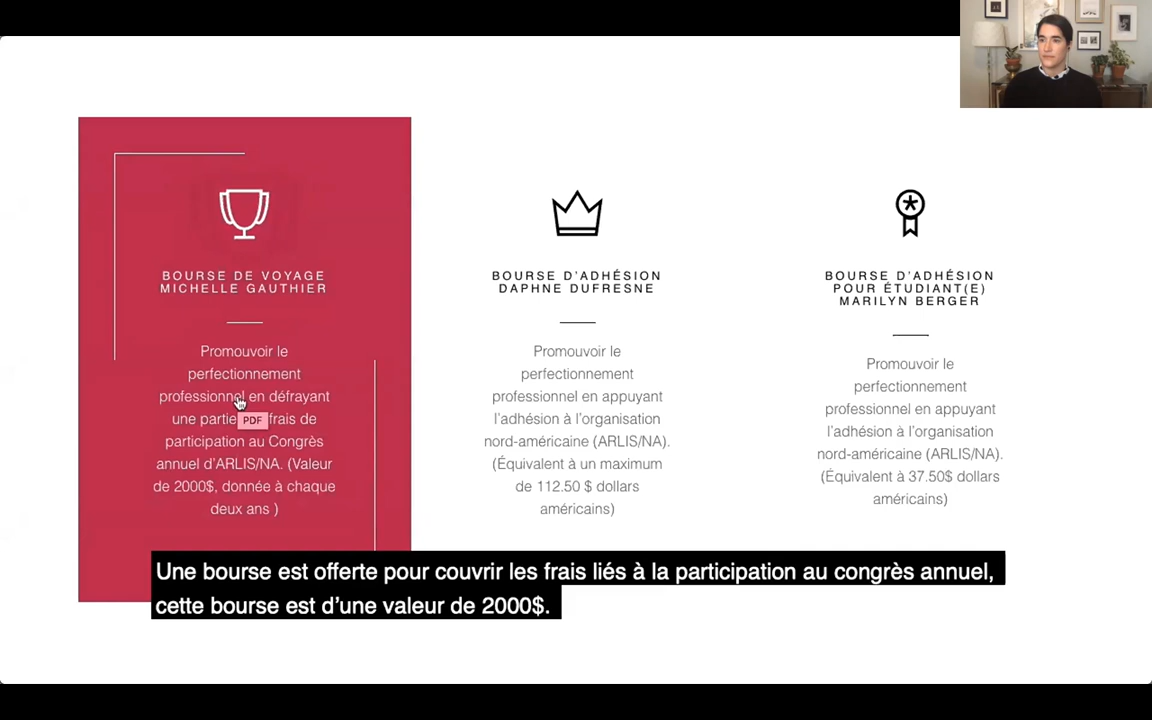 BOURSE DE VOYAGE
MICHELLE GAUTHIER
Promouvoir le
perfectionnement
professionnel en défrayant
une partie frais de
participation au Congrès
annuel d'ARLIS/NA. (Valeur
de 2000$, donnée à chaque
deux ans )
PDF
BOURSE D'ADHÉSION
DAPHNE DUFRESNE
Promouvoir le
perfectionnement
professionnel en appuyant
l'adhésion à l'organisation
nord-américaine (ARLIS/NA).
(Équivalent à un maximum
de 112.50 $ dollars
américains)
BOURSE D'ADHÉSION
POUR ÉTUDIANT(E)
MARILYN BERGER
Promouvoir le
perfectionnement
professionnel en appuyant
l'adhésion à l'organisation
nord-américaine (ARLIS/NA).
(Équivalent à 37.50$ dollars
américains)
Une bourse est offerte pour couvrir les frais liés à la participation au congrès annuel,
cette bourse est d'une valeur de 2000$.